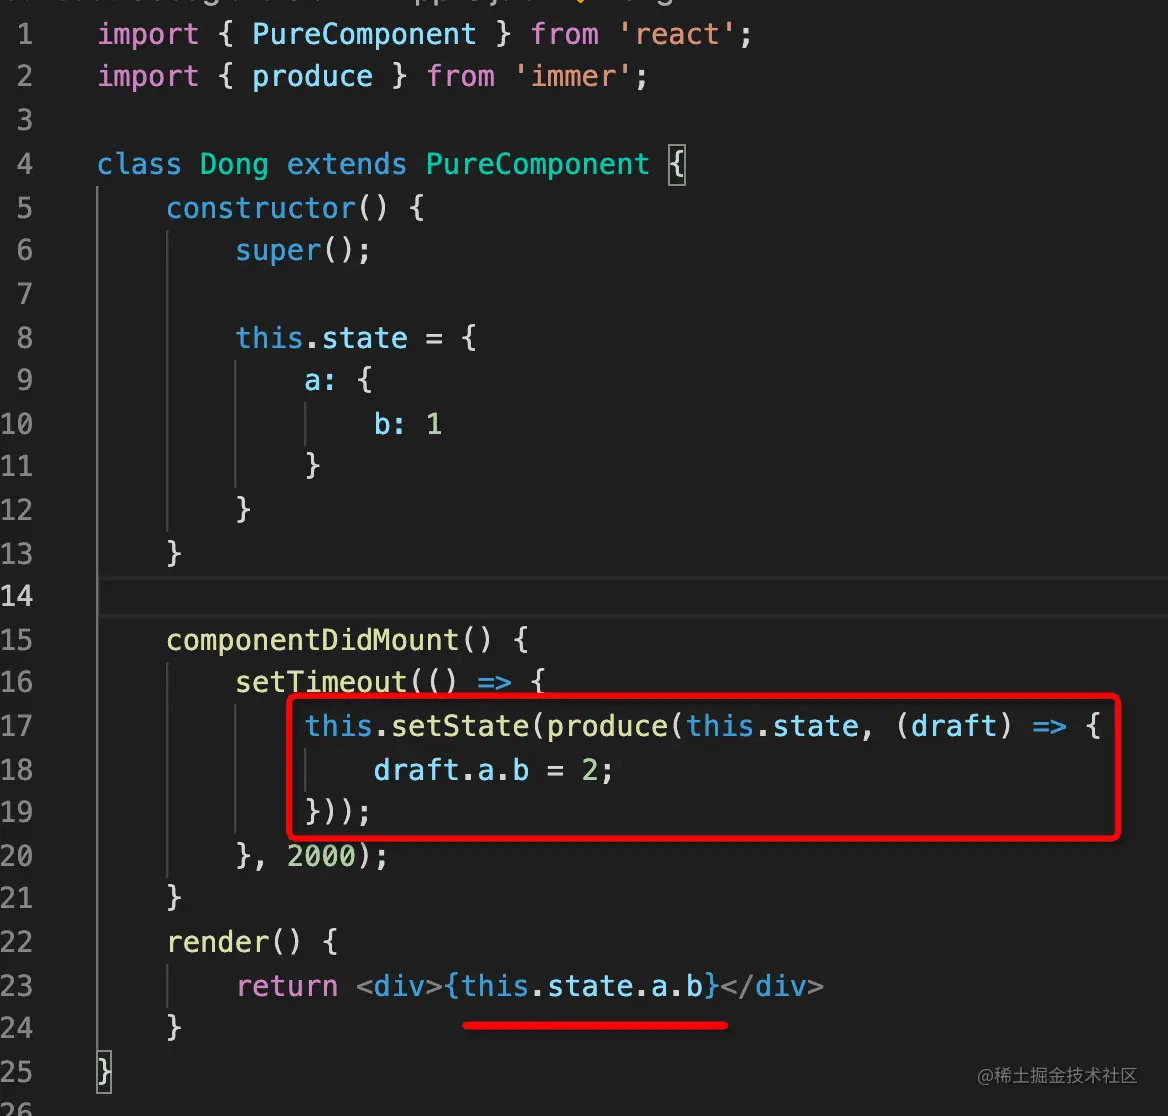 1 import { PureComponent } from 'react';
2 import { produce } from 'immer';
3
4 class Dong extends PureComponent {
5 constructor() {
6 super();
7
8 this.state = {
9 a: {
10 b: 1
11 }
12 }
13 }
14
15 componentDidMount() {
16 setTimeout(() => {
17 this.setState(produce(this.state, (draft) => {
18 draft.a.b = 2;
19 }));
20 }, 2000);
21 }
22 render() {
23 return <div>{this.state.a.b}</div>
24 }
25 }
26
@稀土掘金技术社区